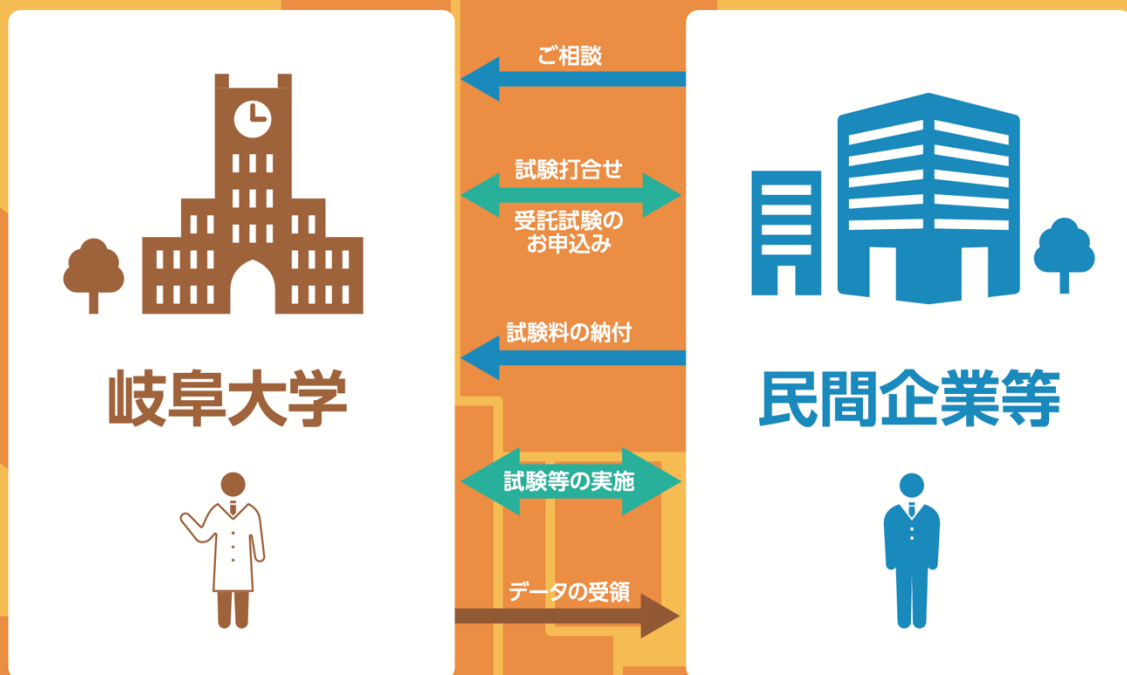 ご相談
試験打合せ
受託試験の
お申込み
試験料の納付
岐阜大学
民間企業等
試験等の実施
データの受領